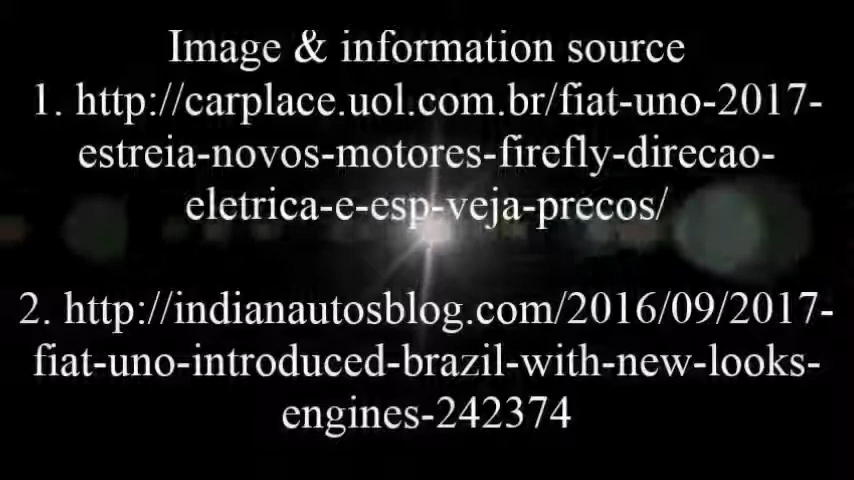 Image & information source
1. http://carplace.uol.com.br/fiat-uno-2017-
estreia-novos-motores-firefly-direcao-
eletrica-e-esp-veja-precos/
2. http://indianautosblog.com/2016/09/2017-
fiat-uno-introduced-brazil-with-new-looks-
engines-242374